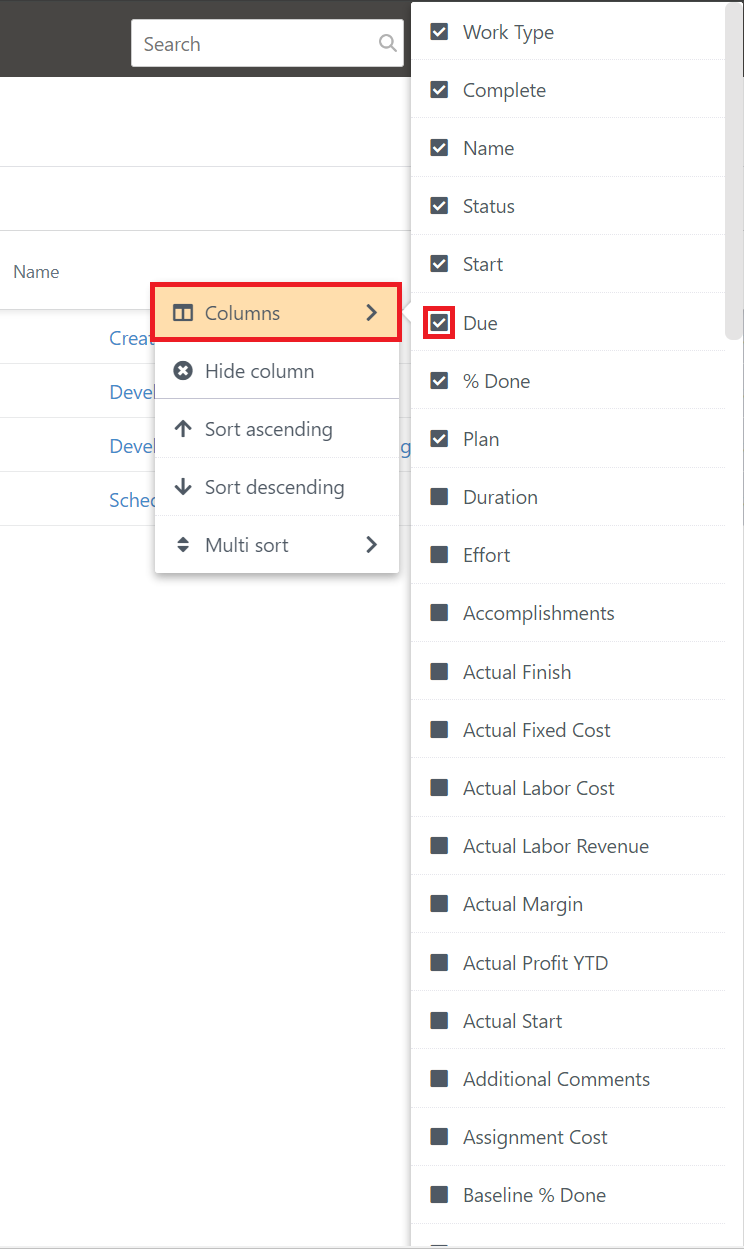 Search
Name
Creat
Devel
Devel
g
Sched
Columns
Hide column
Sort ascending
Sort descending
Multi sort
Work Type
Complete
Name
Status
Start
Due
% Done
Plan
Duration
Effort
Accomplishments
Actual Finish
Actual Fixed Cost
Actual Labor Cost
Actual Labor Revenue
Actual Margin
Actual Profit YTD
Actual Start
Additional Comments
Assignment Cost
Baseline % Done